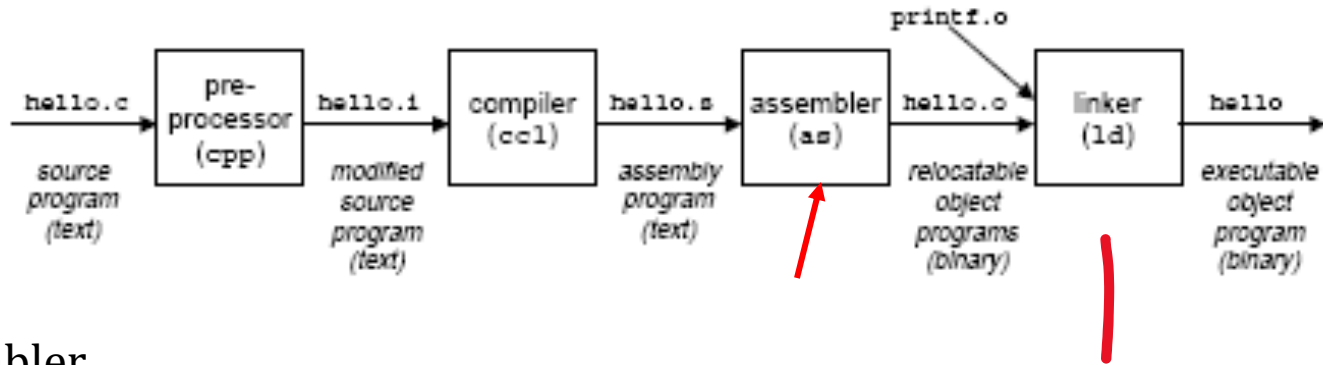 printf.o
hello.c
pre-
processor
(cpp)
hello.i
compiler
(cc1)
hello.s
assembler
(as)
hello.o
linker
(ld)
hello
source
program
(text)
modified
source
program
(text)
assembly
program
(text)
relocatable
object
programs
(binary)
executable
object
program
(binary)
bler